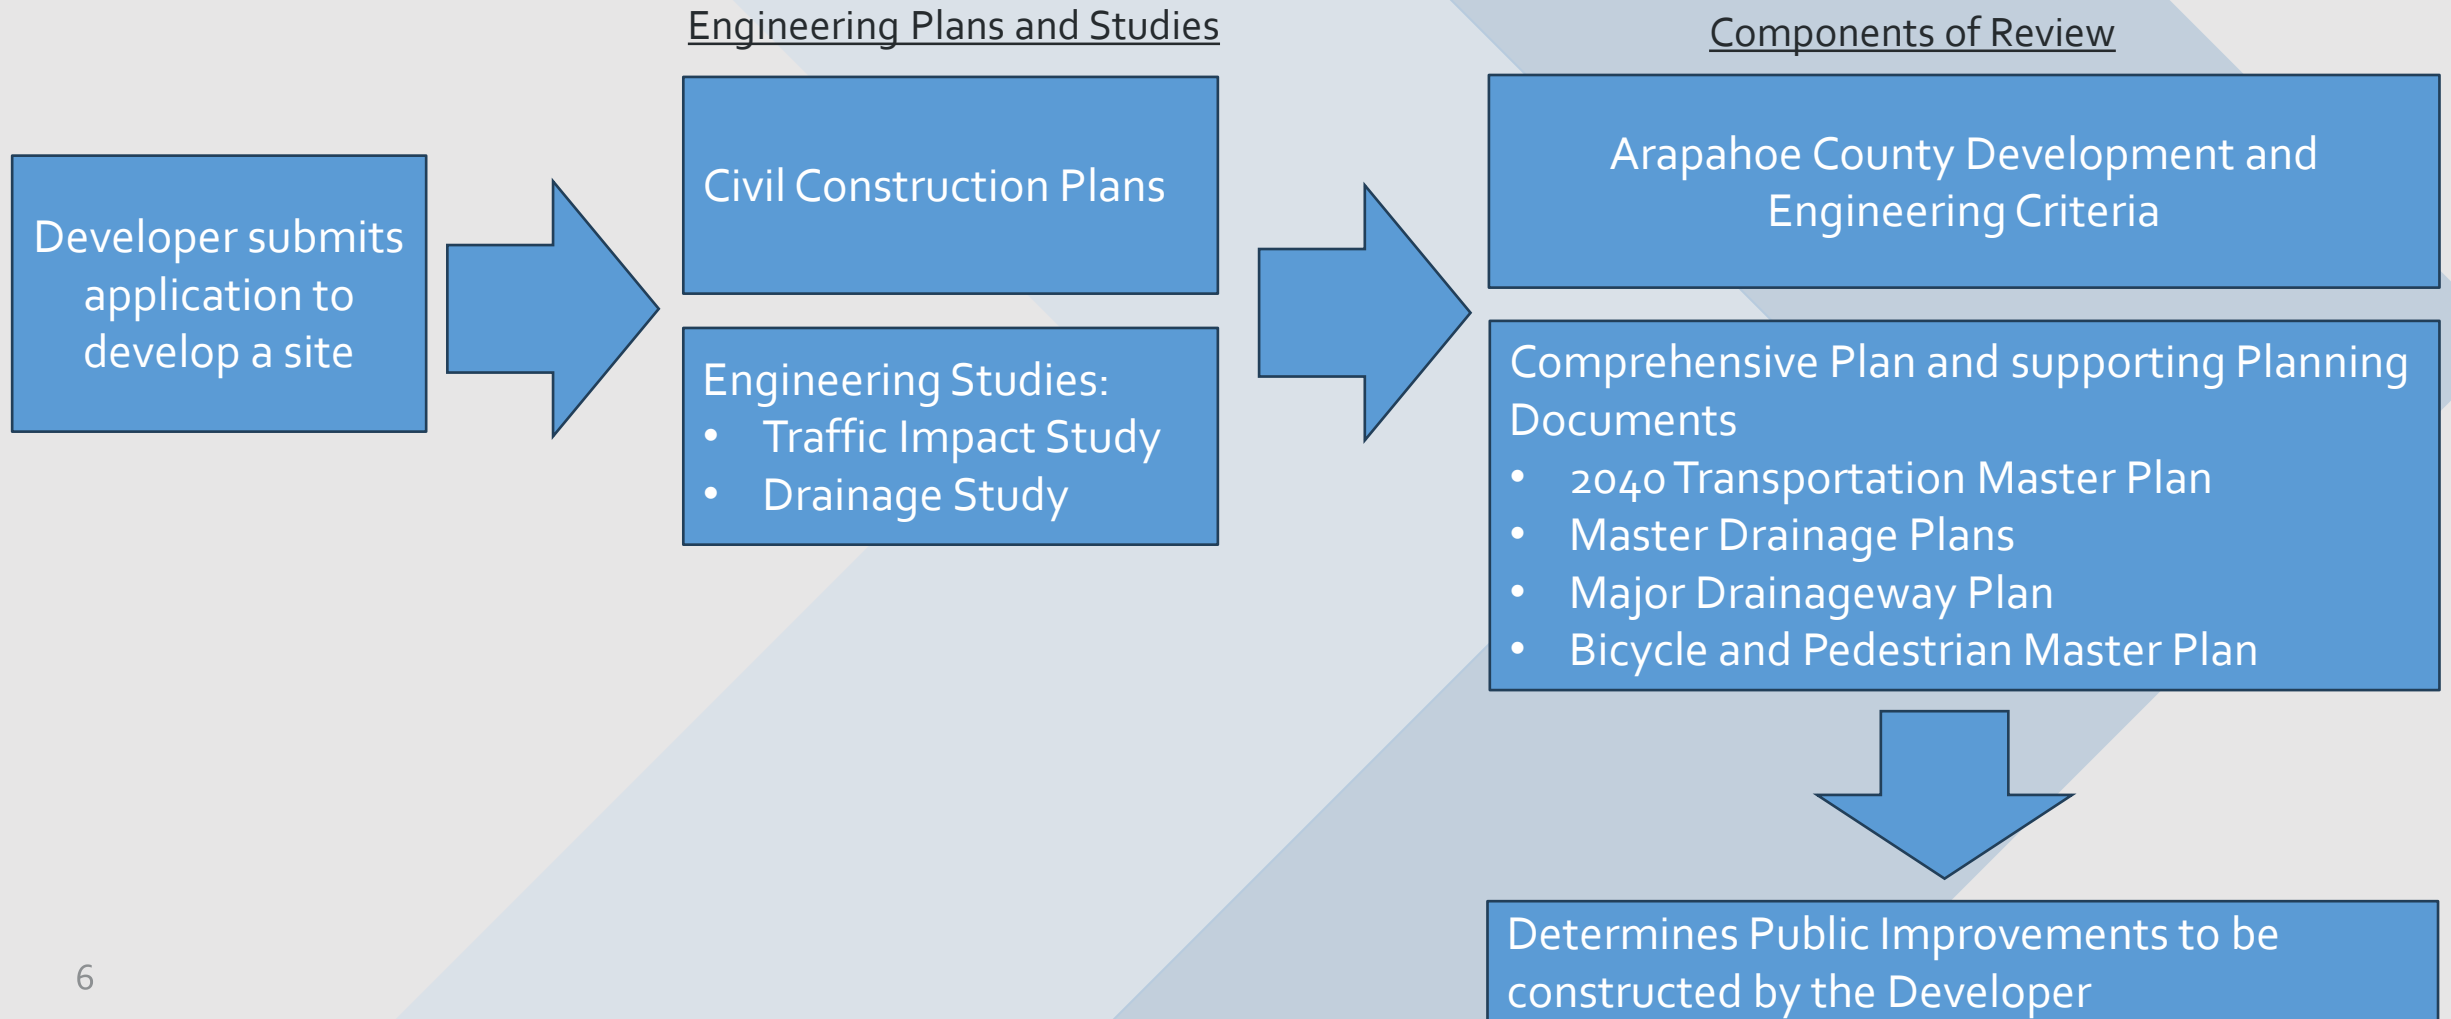 Engineering Plans and Studies
Components of Review
Developer submits
application to
develop a site
Civil Construction Plans
Engineering Studies:
• Traffic Impact Study
• Drainage Study
Arapahoe County Development and
Engineering Criteria
Comprehensive Plan and supporting Planning
Documents
• 2040 Transportation Master Plan
• Master Drainage Plans
• Major Drainageway Plan
• Bicycle and Pedestrian Master Plan
Determines Public Improvements to be
constructed by the Developer
6